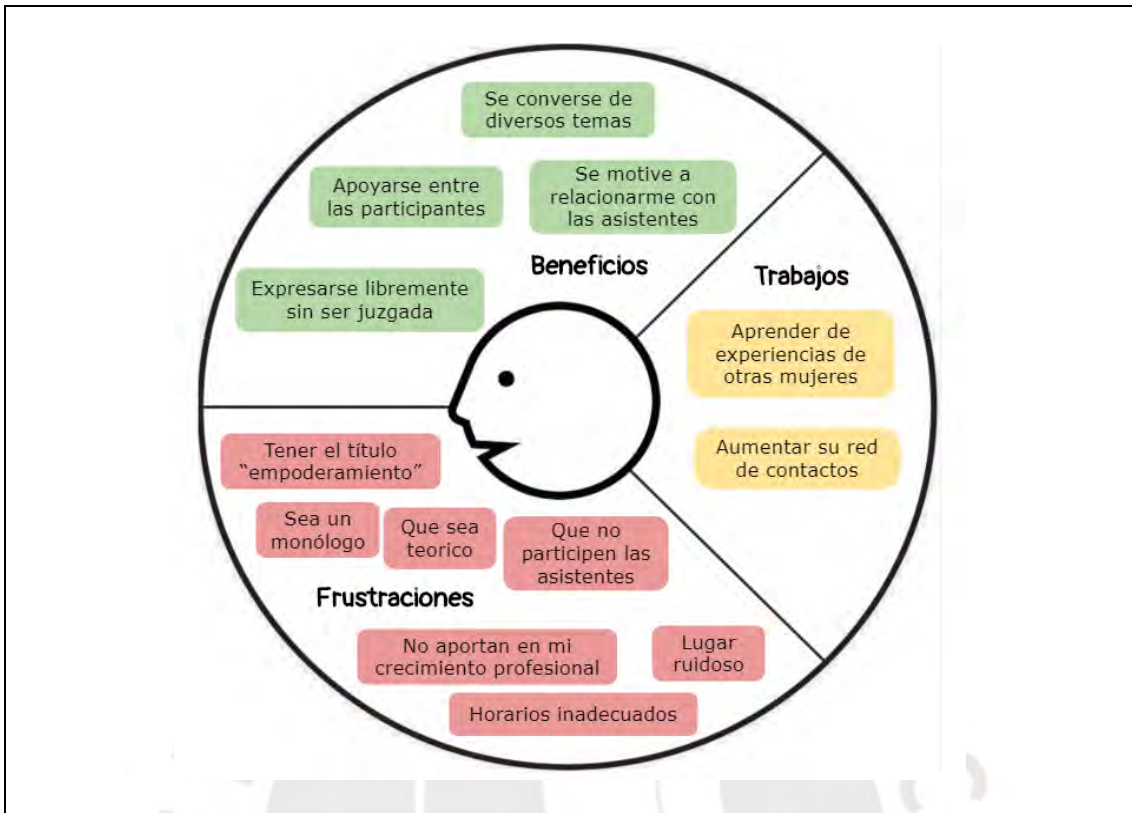 Se converse de
diversos temas
Apoyarse entre
las participantes
Se motive a
relacionarme con
las asistentes
Expresarse libremente
sin ser juzgada
Beneficios
Trabajos
Aprender de
experiencias de
otras mujeres
Aumentar su red
de contactos
Tener el título
“empoderamiento”
Sea un
monólogo
Que sea
teorico
Que no
participen las
asistentes
Frustraciones
No aportan en mi
crecimiento profesional
Lugar
ruidoso
Horarios inadecuados